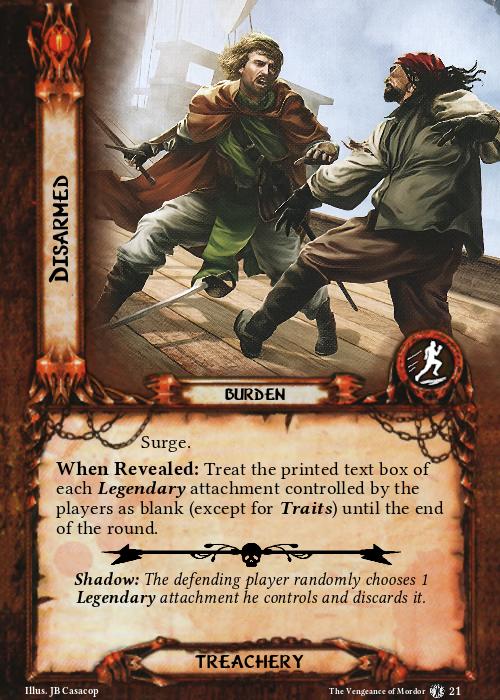 DISARMED
BURDEN
Surge.
When Revealed: Treat the printed text box of
each Legendary attachment controlled by the
players as blank (except for Traits) until the end
of the round.
Shadow: The defending player randomly chooses 1
Legendary attachment he controls and discards it.
TREACHERY
Illus. JB Casacop
The Vengeance of Mordor 21